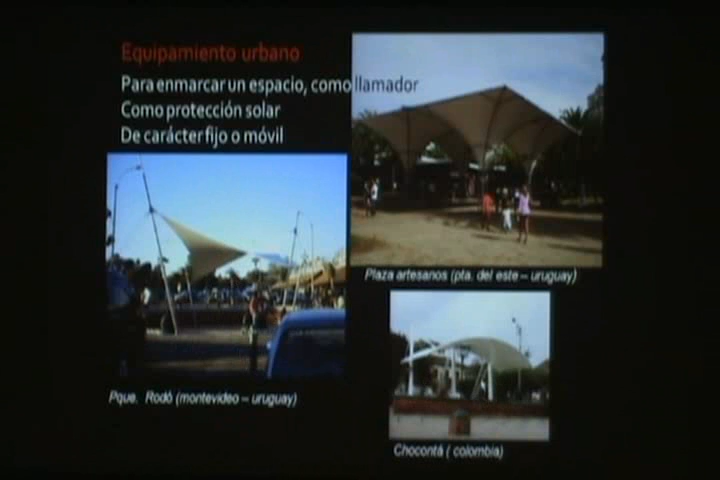 Equipamiento urbano
Para enmarcar un espacio, como llamador
Como protección solar
De carácter fijo o móvil
Plaza artesanos (pta. del este – uruguay)
Pque. Rodó (montevideo – uruguay)
Chocontá ( colombia)